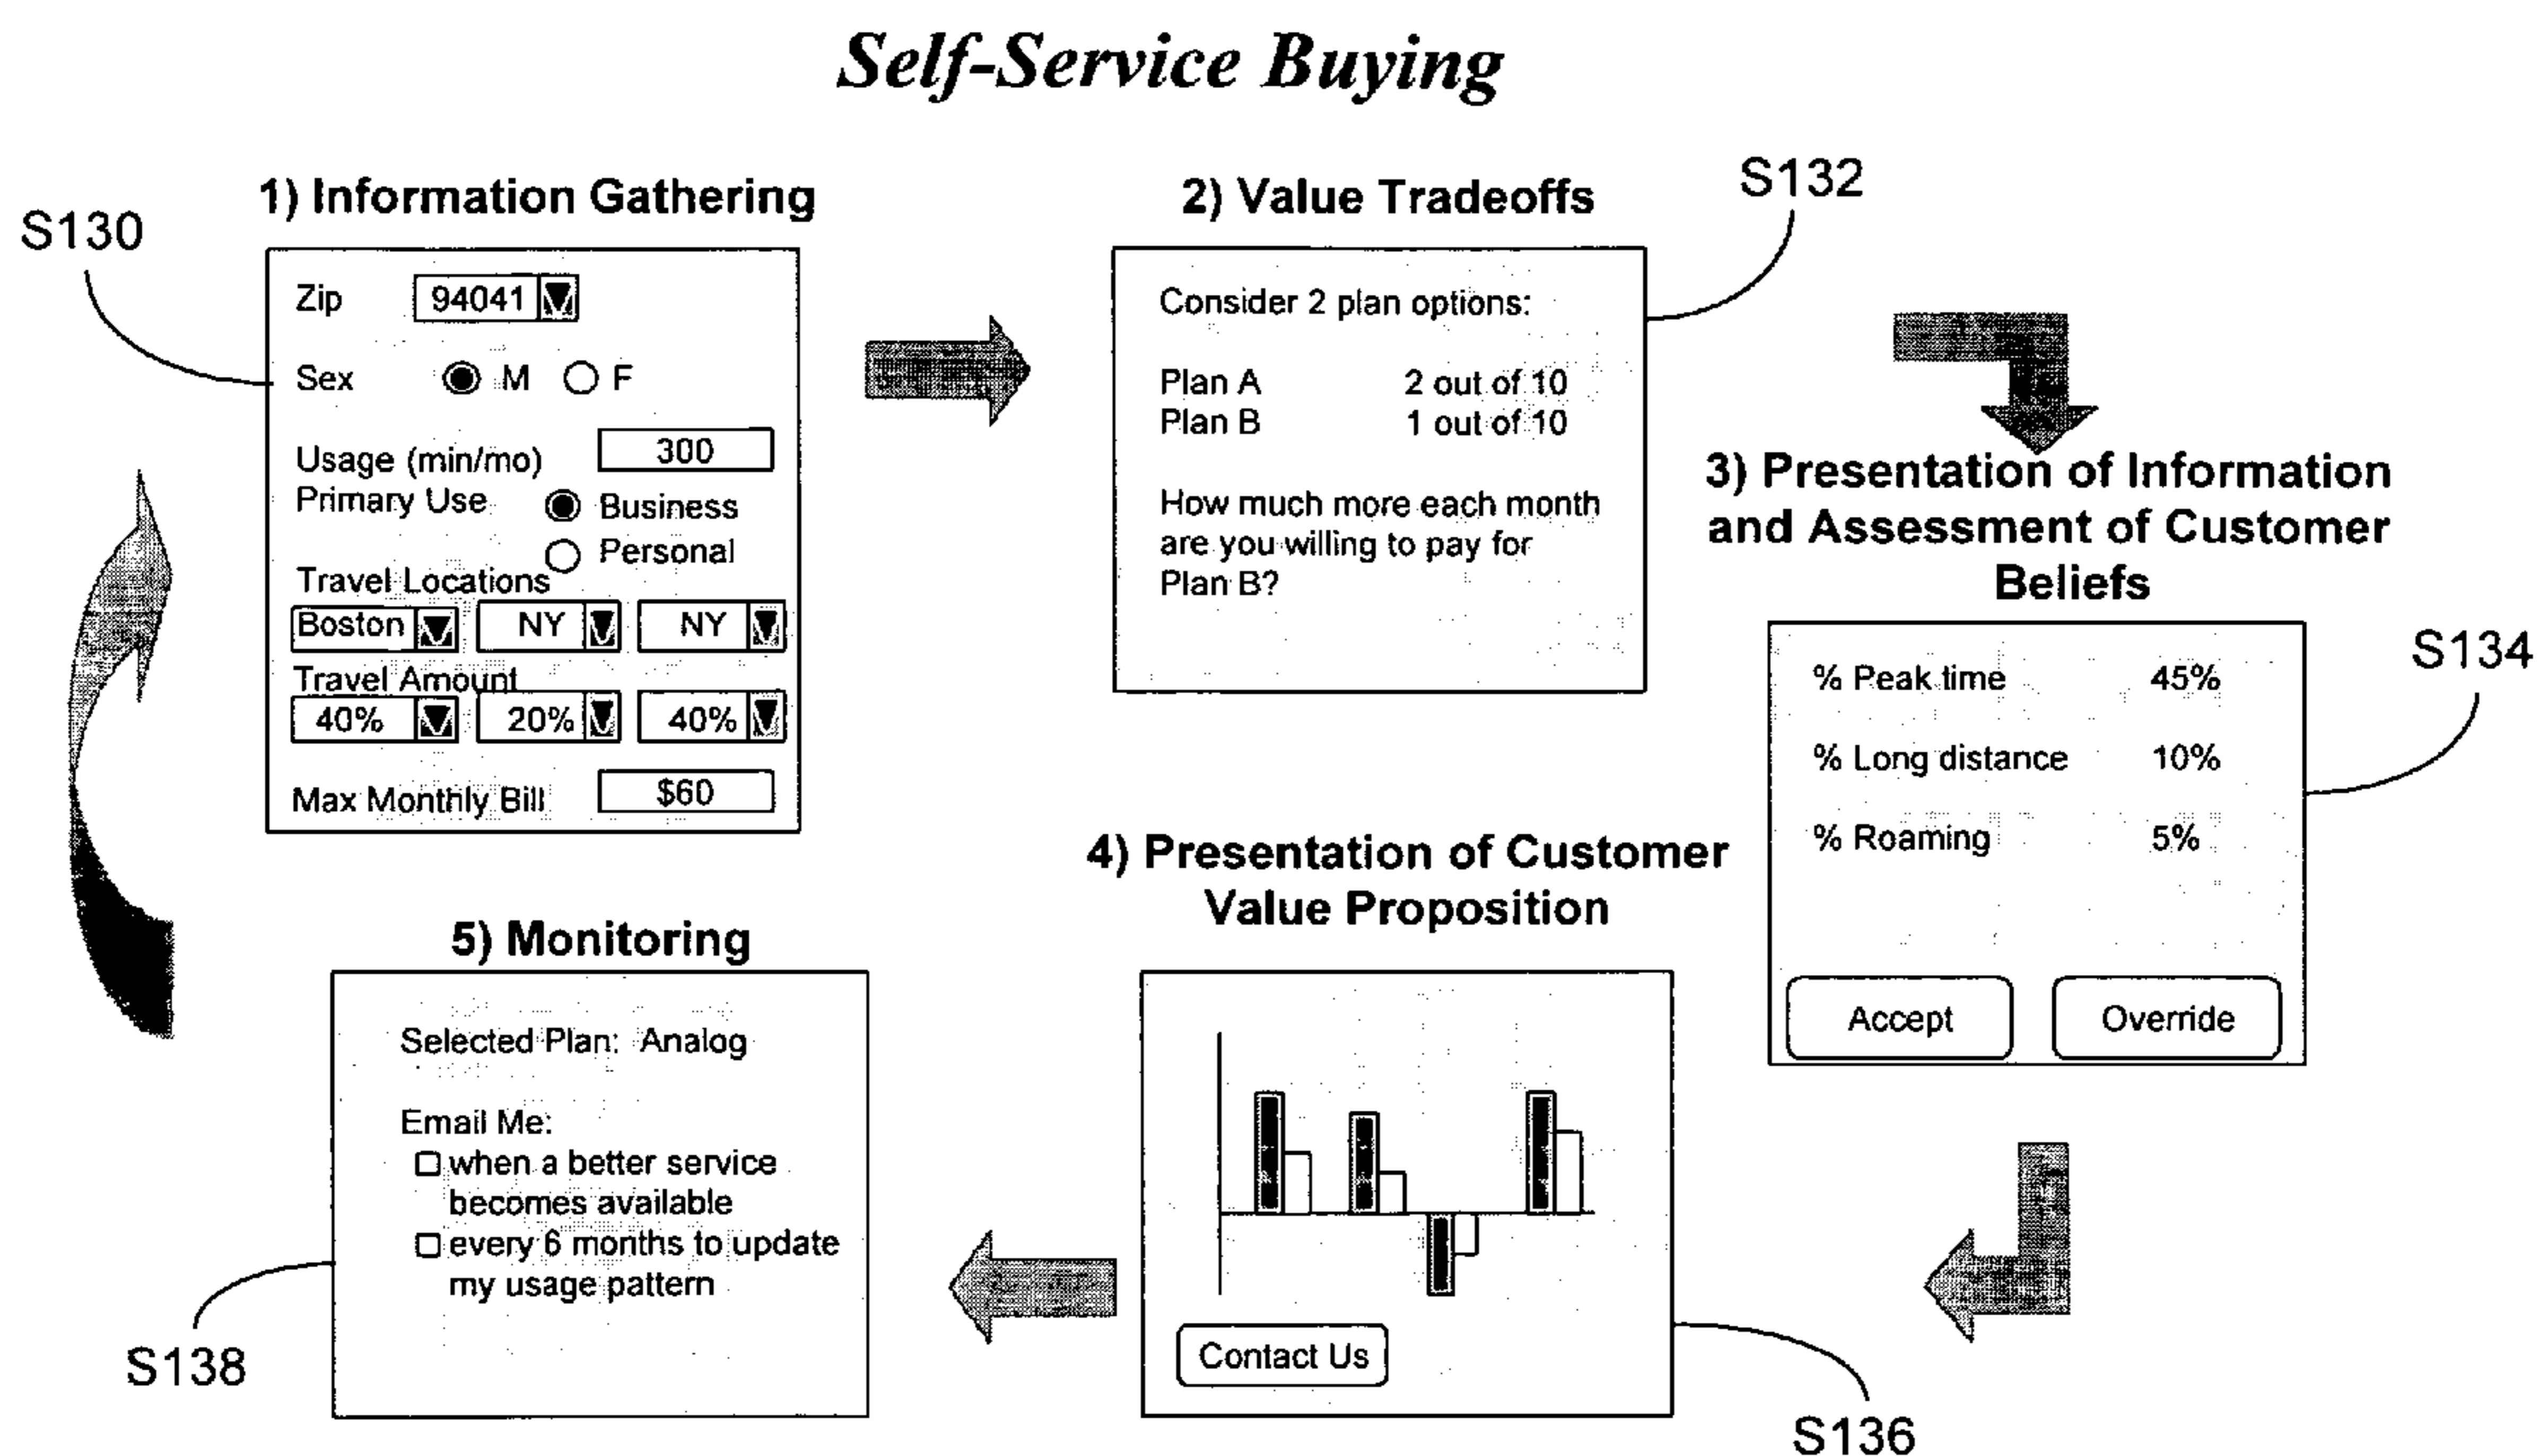 Self-Service Buying
S130
1) Information Gathering
Zip 94041
Sex M F
Usage (min/mo) 300
Primary Use Business
Personal
Travel Locations
Boston NY NY
Travel Amount
40% 20% 40%
Max Monthly Bill $60
2) Value Tradeoffs
S132
Consider 2 plan options:
Plan A 2 out of 10
Plan B 1 out of 10
How much more each month
are you willing to pay for
Plan B?
3) Presentation of Information
and Assessment of Customer
Beliefs
S134
% Peak time 45%
% Long distance 10%
% Roaming 5%
Accept Override
4) Presentation of Customer
Value Proposition
Contact Us
S136
5) Monitoring
Selected Plan: Analog
Email Me:
when a better service
becomes available
every 6 months to update
my usage pattern
S138